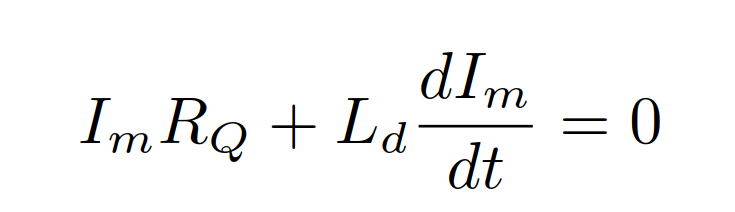 $I_m R_Q + L_d \frac{dI_m}{dt} = 0$